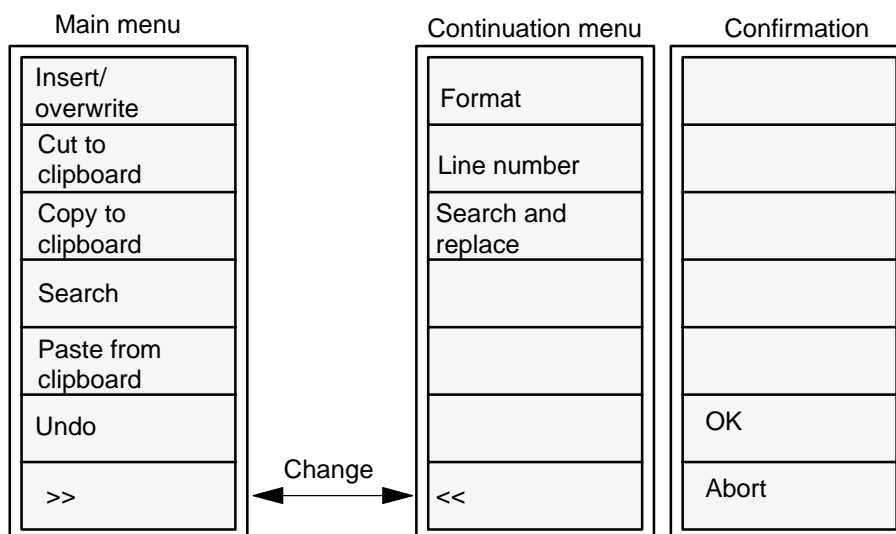 Main menu
Insert/
overwrite
Cut to
clipboard
Copy to
clipboard
Search
Paste from
clipboard
Undo
>>
Change
Continuation menu
Format
Line number
Search and
replace
<<
Confirmation
OK
Abort